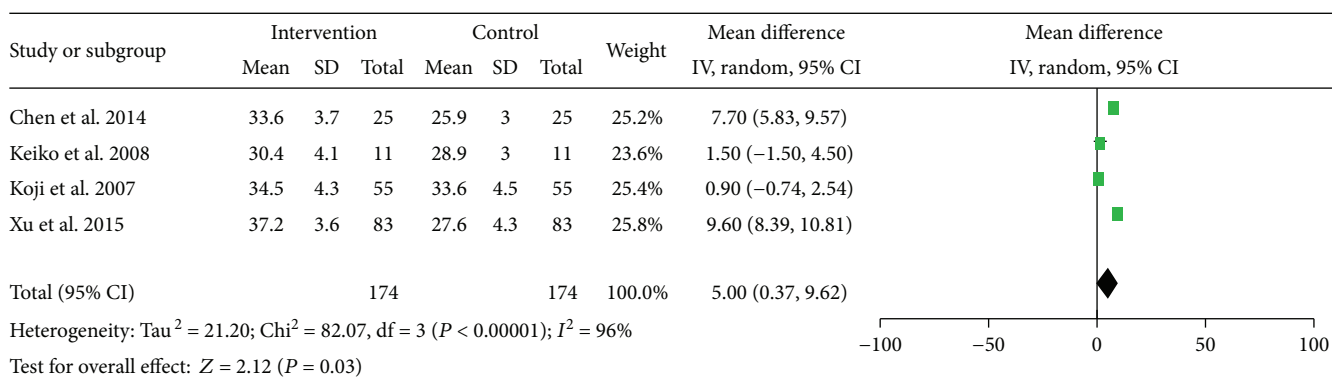 Study or subgroup Intervention Control Weight Mean difference Mean difference
Mean SD Total Mean SD Total IV, random, 95% CI IV, random, 95% CI
Chen et al. 2014 33.6 3.7 25 25.9 3 25 25.2% 7.70 (5.83, 9.57)
Keiko et al. 2008 30.4 4.1 11 28.9 3 11 23.6% 1.50 (−1.50, 4.50)
Koji et al. 2007 34.5 4.3 55 33.6 4.5 55 25.4% 0.90 (−0.74, 2.54)
Xu et al. 2015 37.2 3.6 83 27.6 4.3 83 25.8% 9.60 (8.39, 10.81)
Total (95% CI) 174 174 100.0% 5.00 (0.37, 9.62)
Heterogeneity: Tau² = 21.20; Chi² = 82.07, df = 3 (P < 0.00001); I² = 96%
−100 −50 0 50 100
Test for overall effect: Z = 2.12 (P = 0.03)